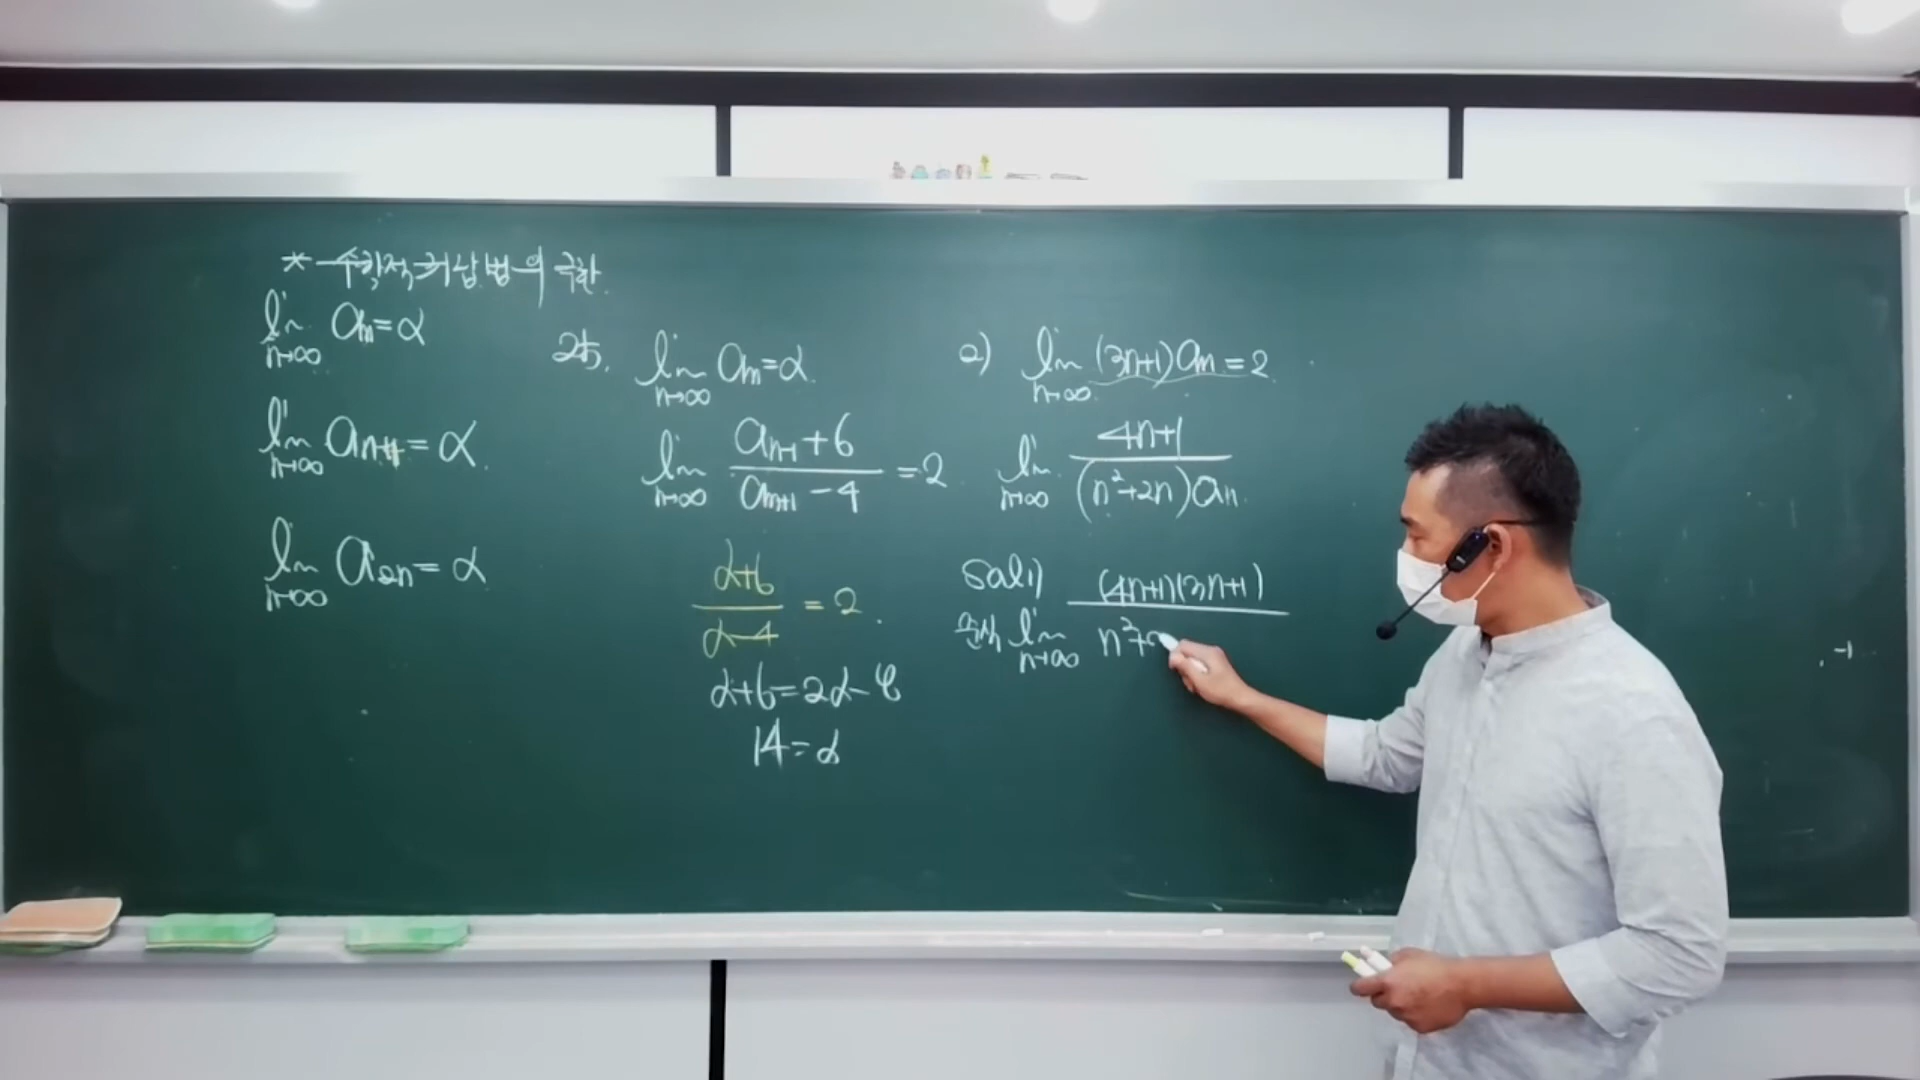 * 수학적 귀납법의 극한.
lim n→∞ an = α
lim n→∞ an+1 = α.
lim n→∞ a2n = α
lim n→∞ an = α.
lim n→∞ (an-1 + 6)/(an+1 - 4) = 2
(α+6)/(α-4) = 2.
α+6 = 2α-8
14 = α
2) lim n→∞ (3n+1)an = 2.
lim n→∞ (4n+1)/((n²+2n)an)
Sol1) (4n+1)(3n+1)
lim n→∞ n²+